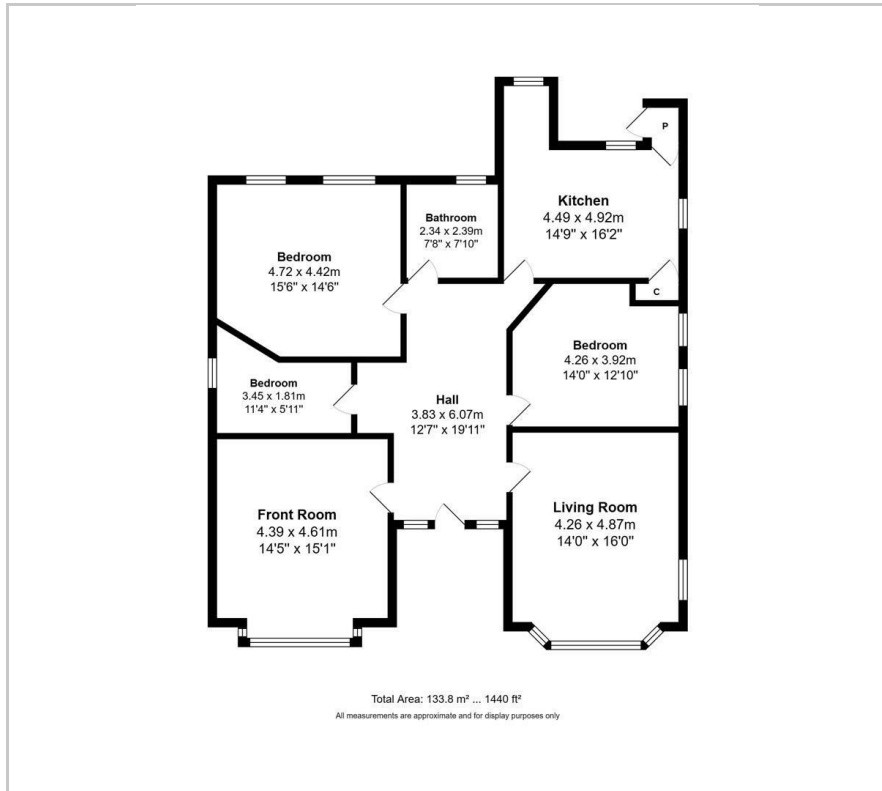 P
Kitchen
4.49 x 4.92m
14'9" x 16'2"
Bathroom
2.34 x 2.39m
7'8" x 7'10"
Bedroom
4.72 x 4.42m
15'6" x 14'6"
C
Bedroom
4.26 x 3.92m
14'0" x 12'10"
Bedroom
3.45 x 1.81m
11'4" x 5'11"
Hall
3.83 x 6.07m
12'7" x 19'11"
Front Room
4.39 x 4.61m
14'5" x 15'1"
Living Room
4.26 x 4.87m
14'0" x 16'0"
Total Area: 133.8 m² ... 1440 ft²
All measurements are approximate and for display purposes only